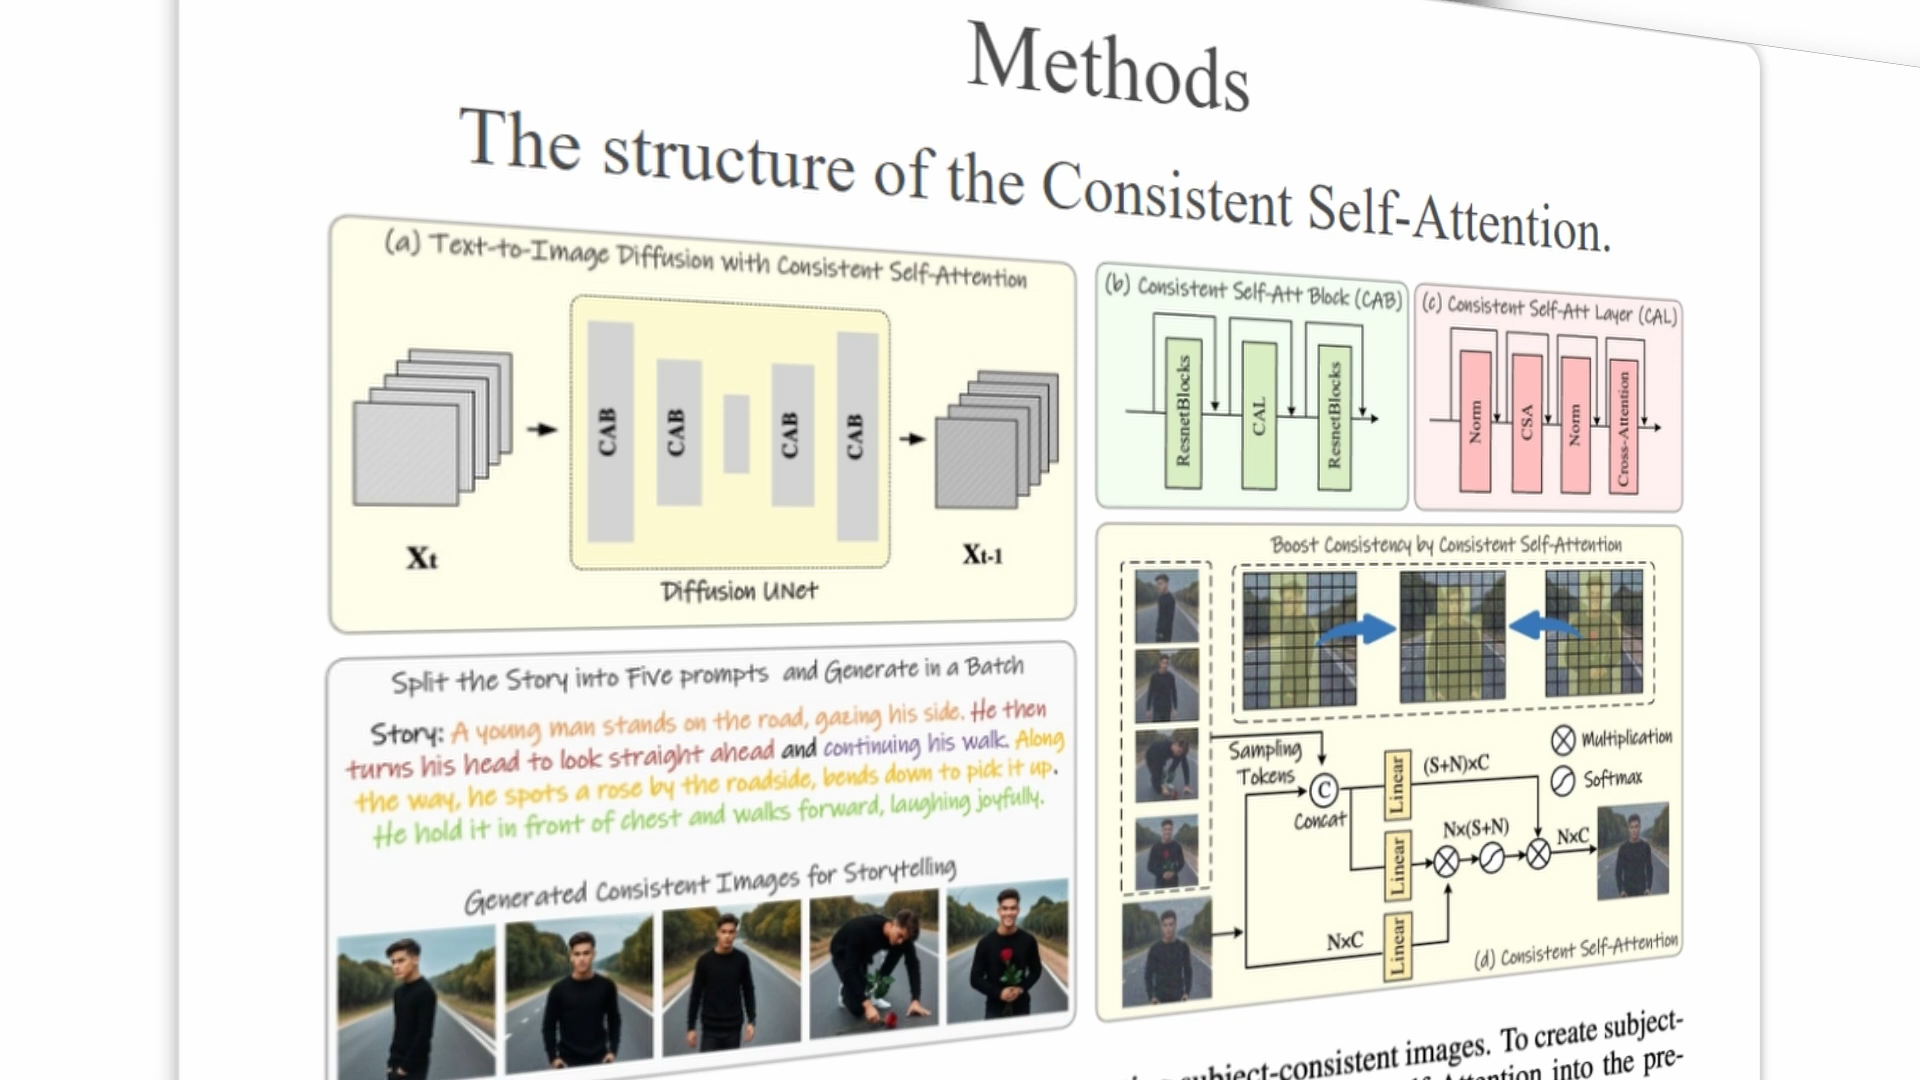 Methods
The structure of the Consistent Self-Attention.
(a) Text-to-Image Diffusion with Consistent Self-Attention
CAB
CAB
CAB
CAB
Xt
Xt-1
Diffusion UNet
(b) Consistent Self-Att Block (CAB)
ResnetBlocks
CAL
ResnetBlocks
(c) Consistent Self-Att Layer (CAL)
Norm
CSA
Norm
Cross-Attention
Split the Story into Five prompts and Generate in a Batch
Story: A young man stands on the road, gazing his side. He then
turns his head to look straight ahead and continuing his walk. Along
the way, he spots a rose by the roadside, bends down to pick it up.
He hold it in front of chest and walks forward, laughing joyfully.
Generated Consistent Images for Storytelling
Boost Consistency by Consistent Self-Attention
Sampling
Tokens
C
Concat
Linear
(S+N)xC
Multiplication
Softmax
Linear
Nx(S+N)
NxC
NxC
Linear
(d) Consistent Self-Attention
subject-consistent images. To create subject-
into the pre-